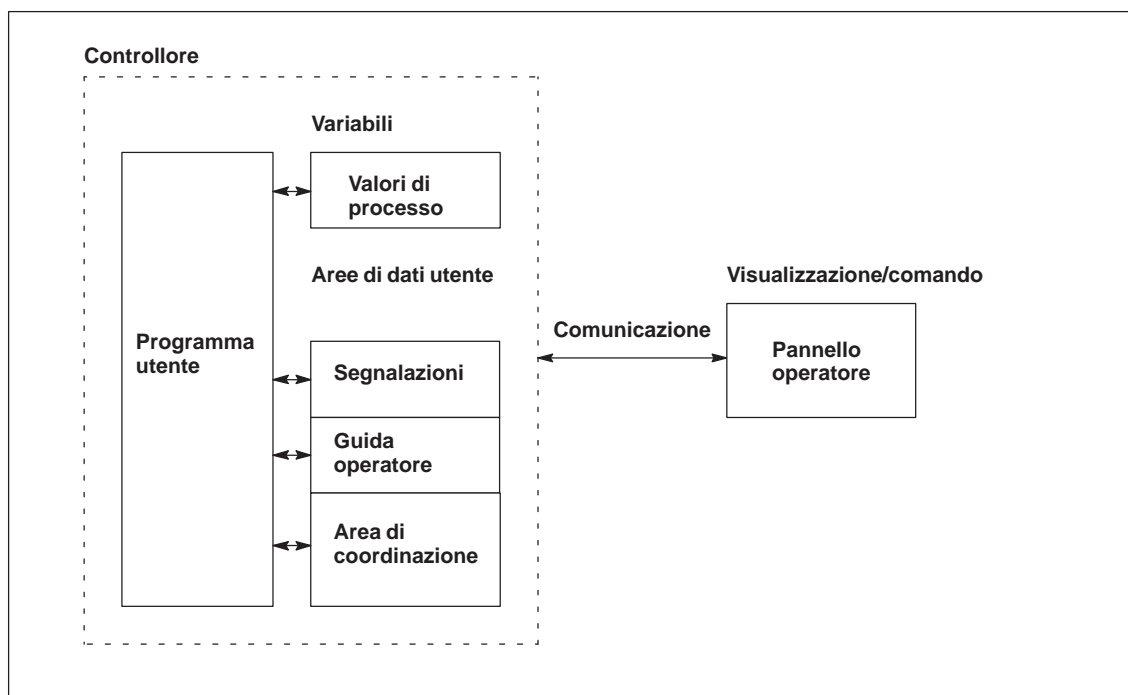 Controllore
Variabili
Valori di
processo
Aree di dati utente
Programma
utente
Segnalazioni
Guida
operatore
Area di
coordinazione
Comunicazione
Visualizzazione/comando
Pannello
operatore